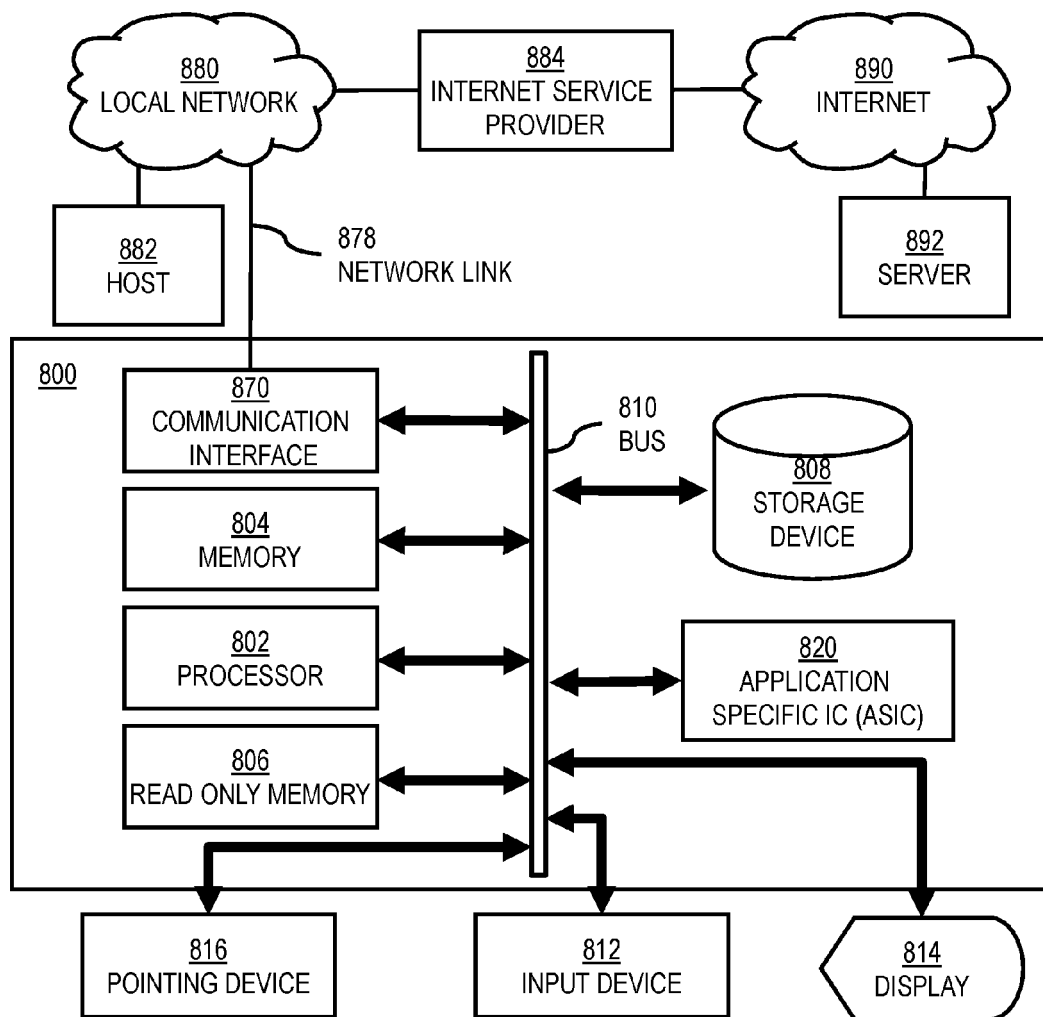 880
LOCAL NETWORK
884
INTERNET SERVICE
PROVIDER
890
INTERNET
882
HOST
878
NETWORK LINK
892
SERVER
800
870
COMMUNICATION
INTERFACE
810
BUS
808
STORAGE
DEVICE
804
MEMORY
802
PROCESSOR
820
APPLICATION
SPECIFIC IC (ASIC)
806
READ ONLY MEMORY
816
POINTING DEVICE
812
INPUT DEVICE
814
DISPLAY